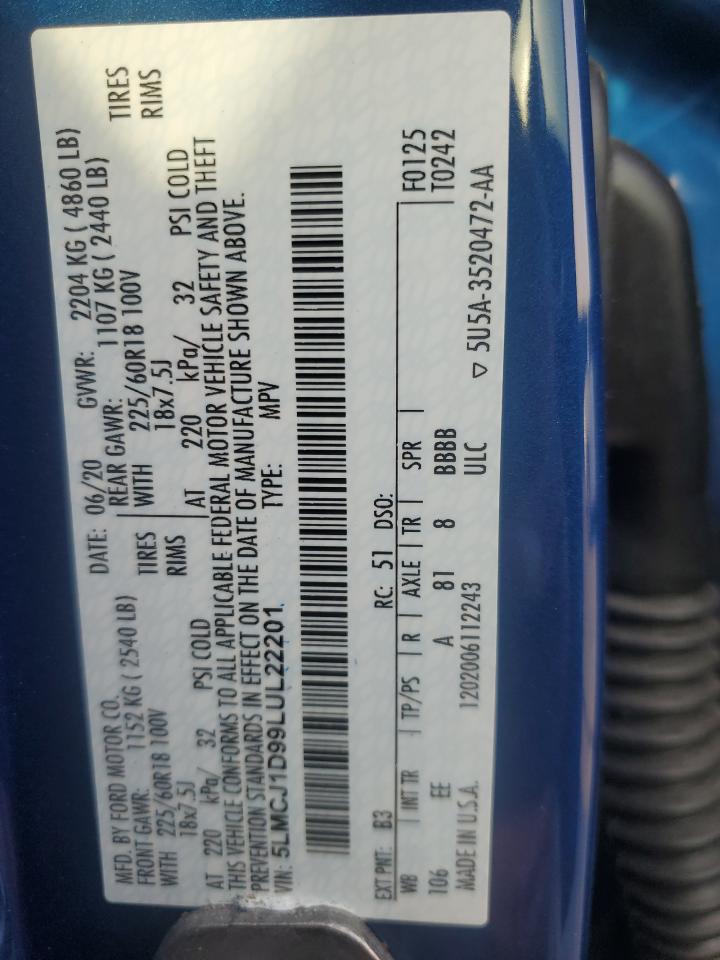 MFD. BY FORD MOTOR CO.
DATE: 06/20 GVWR: 2204 KG ( 4860 LB)
FRONT GAWR: 1152 KG ( 2540 LB) REAR GAWR: 1107 KG ( 2440 LB)
WITH 225/60R18 100V TIRES WITH 225/60R18 100V TIRES
18x7.5J RIMS 18x7.5J RIMS
AT 220 kPa/ 32 PSI COLD AT 220 kPa/ 32 PSI COLD
THIS VEHICLE CONFORMS TO ALL APPLICABLE FEDERAL MOTOR VEHICLE SAFETY AND THEFT
PREVENTION STANDARDS IN EFFECT ON THE DATE OF MANUFACTURE SHOWN ABOVE.
VIN: 5LMCJ1D99LUL22201 TYPE: MPV
EXT PNT: B3 RC: 51 DSO: F0125
WB INT TR TP/PS R AXLE TR SPR T0242
106 EE A 81 8 BBBB
MADE IN U.S.A. 1202006112243 ULC ▽ 5U5A-3520472-AA